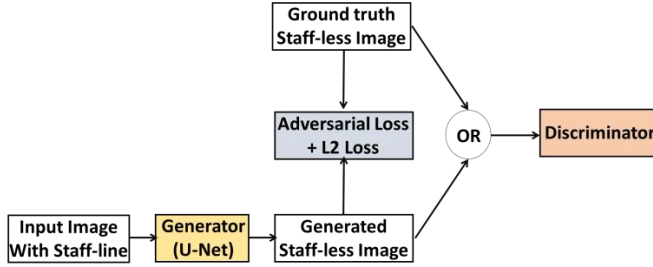 Ground truth
Staff-less Image
Adversarial Loss
+ L2 Loss
OR
Discriminator
Input Image
With Staff-line
Generator
(U-Net)
Generated
Staff-less Image